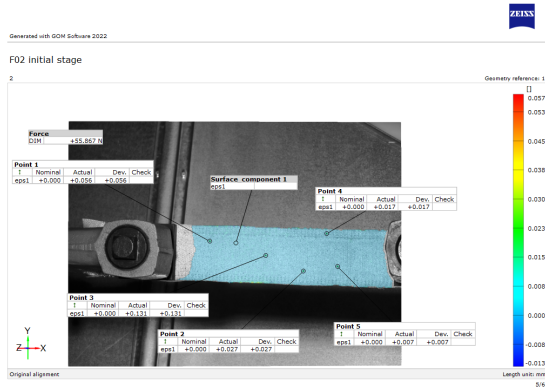 ZEISS
Generated with GOM Software 2022
F02 initial stage
2 Geometry reference: 1
[]
0.057
0.053
0.045
0.038
0.030
0.023
0.015
0.008
0.000
-0.008
-0.013
Force
DIM +55.867 N
Point 1
Nominal Actual Dev. Check
eps1 +0.000 +0.056 +0.056
Surface_component 1
eps1
Point 4
Nominal Actual Dev. Check
eps1 +0.000 +0.017 +0.017
Point 3
Nominal Actual Dev. Check
eps1 +0.000 +0.131 +0.131
Point 2
Nominal Actual Dev. Check
eps1 +0.000 +0.027 +0.027
Point 5
Nominal Actual Dev. Check
eps1 +0.000 +0.007 +0.007
Y
Z X
Original alignment Length unit: mm
5/6